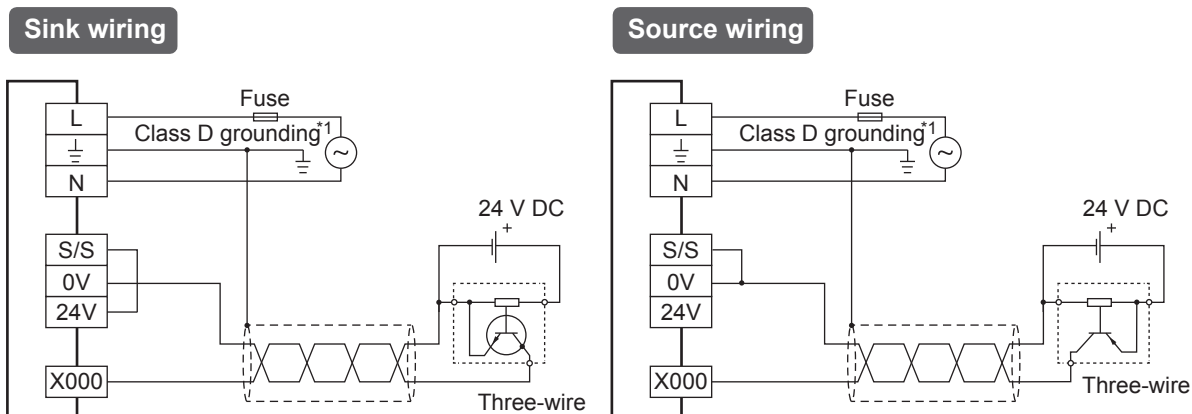 Sink wiring
L
Fuse
Class D grounding*1
N
~
24 V DC
+
S/S
0V
24V
X000
Three-wire
Source wiring
L
Fuse
Class D grounding*1
N
~
24 V DC
+
S/S
0V
24V
X000
Three-wire